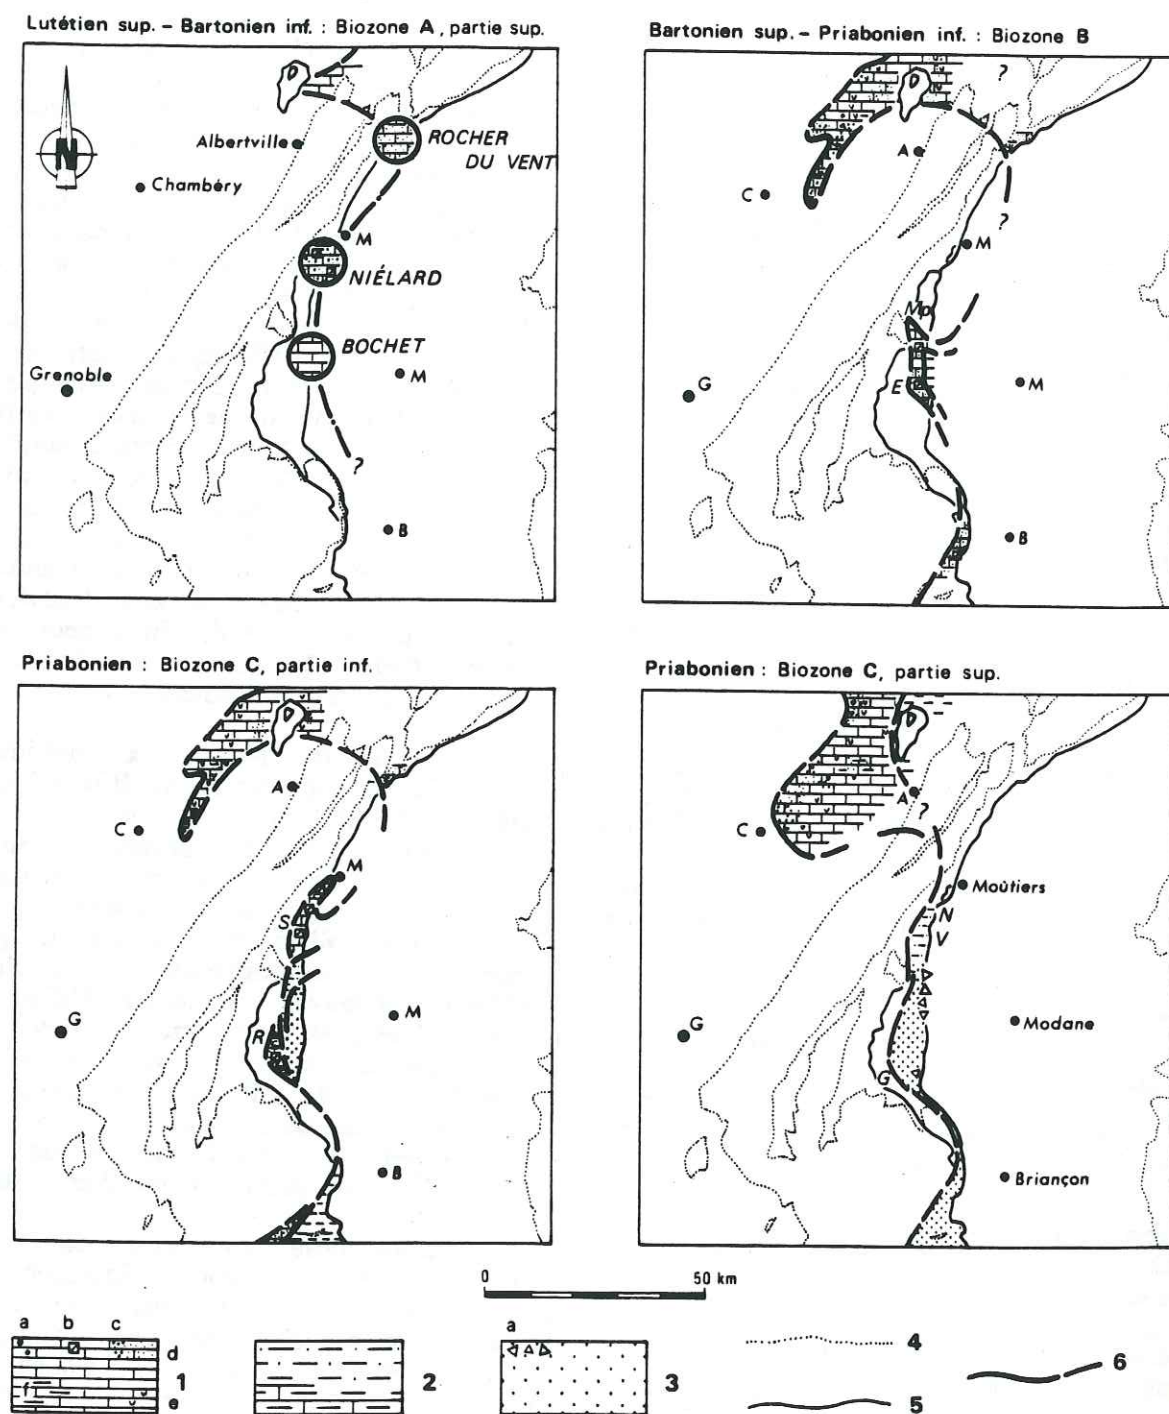 Lutétien sup. – Bartonien inf. : Biozone A, partie sup.
N
Albertville
ROCHER
DU VENT
Chambéry
M
NIÉLARD
BOCHET
Grenoble
M
?
B
Bartonien sup. – Priabonien inf. : Biozone B
?
A
C
?
M
Mp
G
E
M
B
Priabonien : Biozone C, partie inf.
A
C
M
S
G
R
M
B
Priabonien : Biozone C, partie sup.
A
?
C
Moûtiers
N
V
G
Modane
G
Briançon
0 50 km
a b c
d
1
f
e
2
a
3
4
5
6